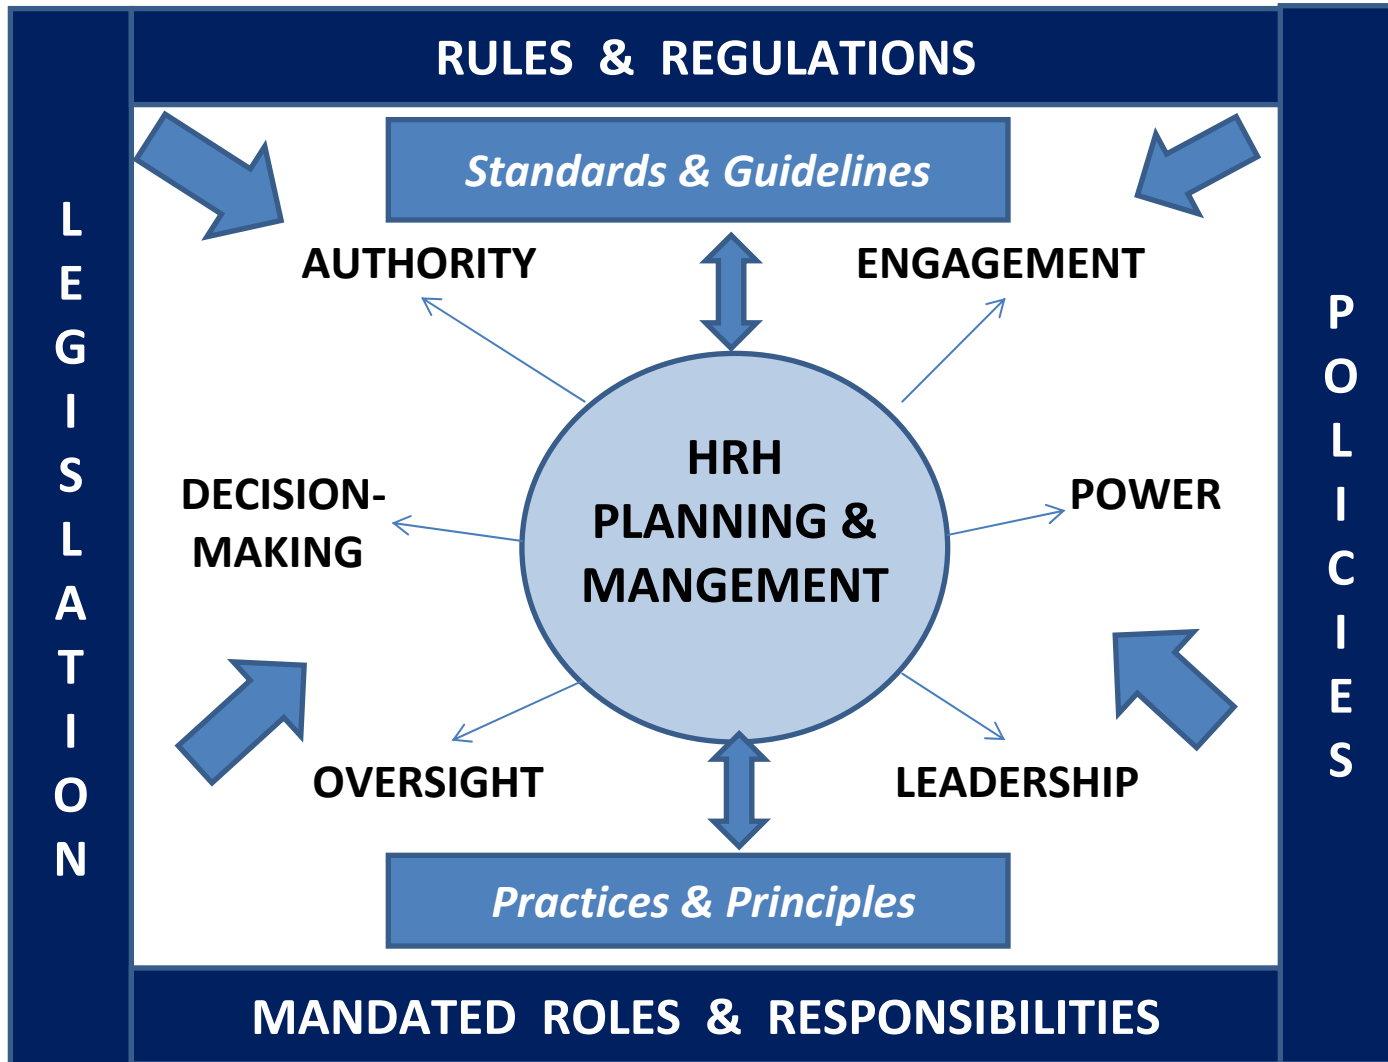 RULES & REGULATIONS
LEGISLATION
POLICIES
Standards & Guidelines
AUTHORITY
ENGAGEMENT
HRH
PLANNING &
MANGEMENT
DECISION-
MAKING
POWER
OVERSIGHT
LEADERSHIP
Practices & Principles
MANDATED ROLES & RESPONSIBILITIES